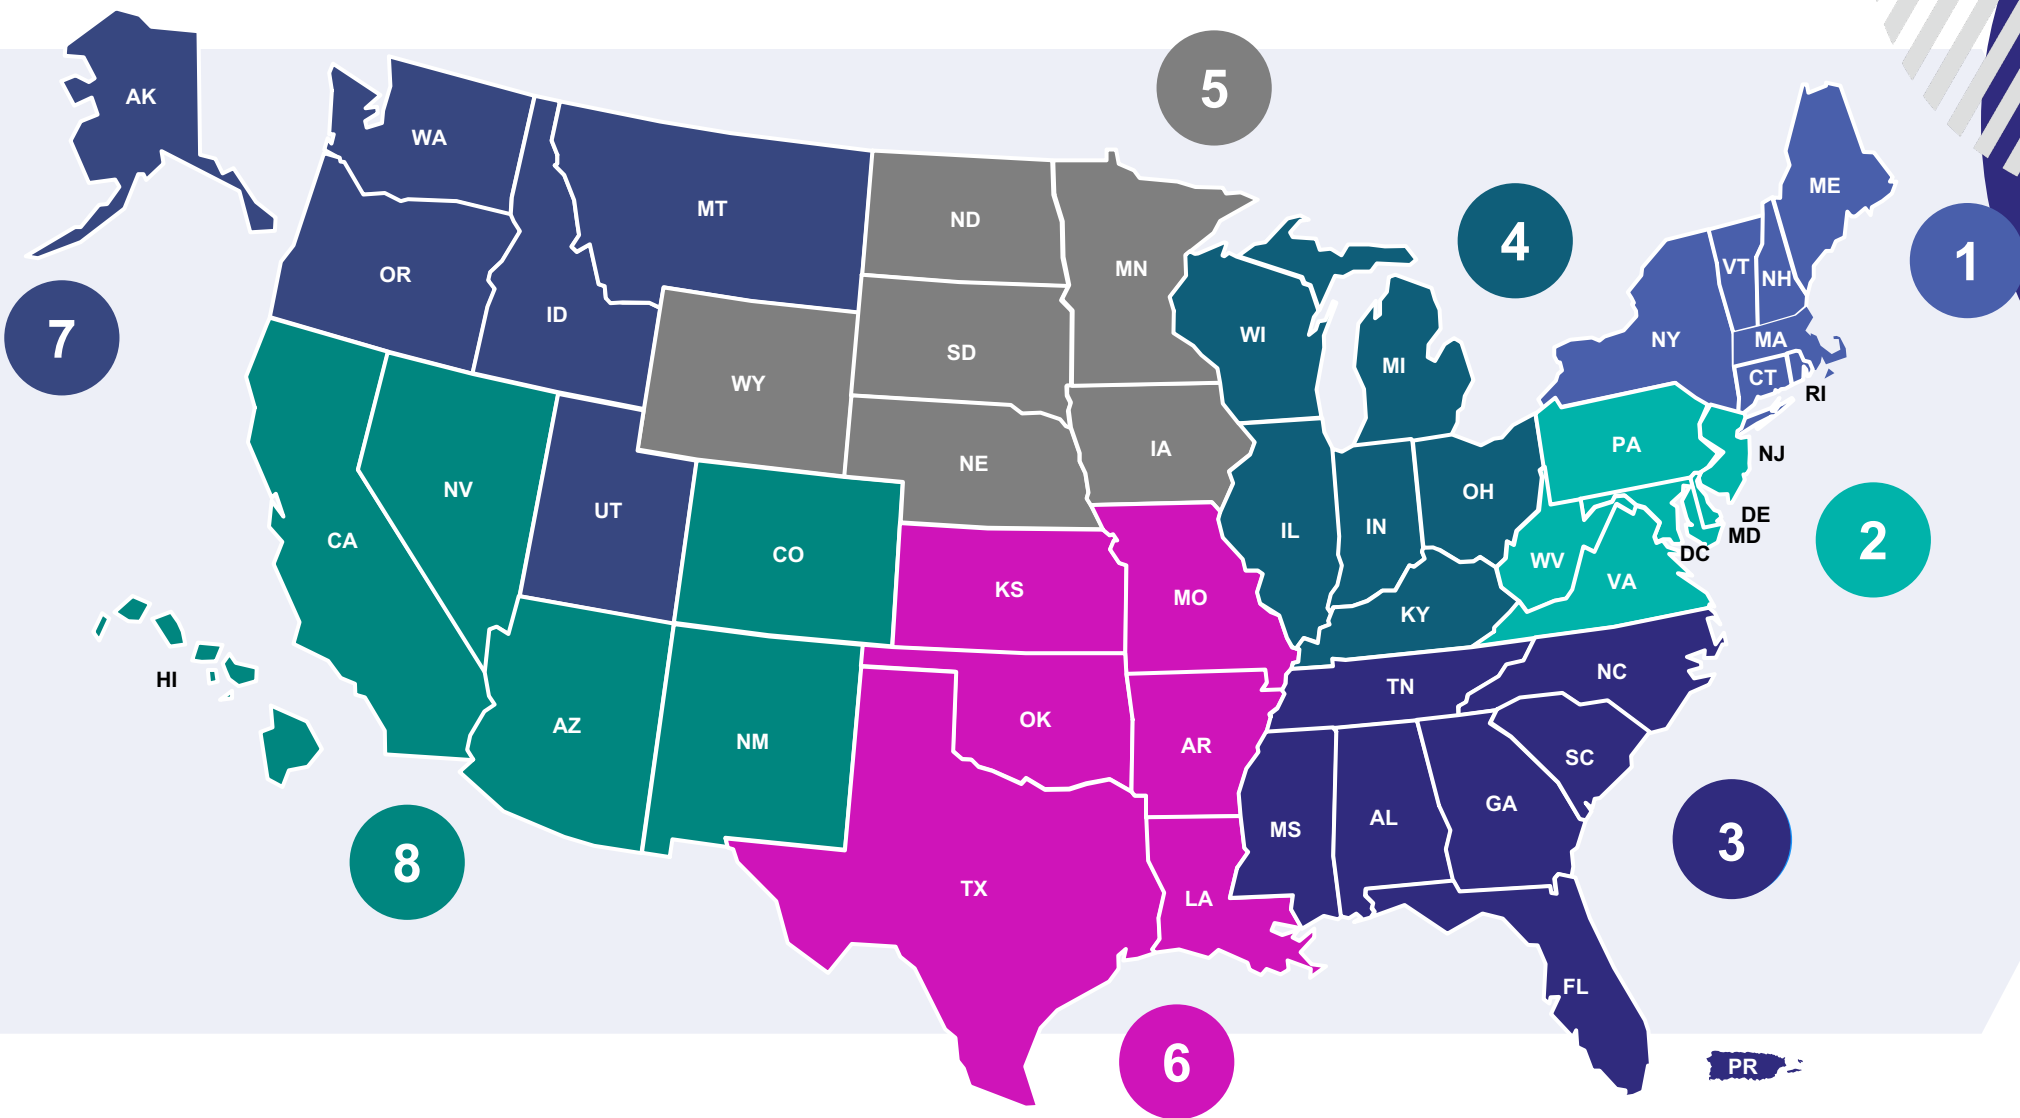 5
AK
WA
ME
MT
ND
4
1
MN
VT
NH
OR
ID
7
WI
NY
MA
SD
MI
CT
RI
WY
PA
NJ
IA
NE
NV
OH
UT
DE
IN
IL
MD
CA
2
CO
DC
WV
VA
KS
MO
KY
HI
NC
TN
OK
AZ
NM
AR
SC
GA
AL
MS
3
8
TX
LA
FL
6
PR